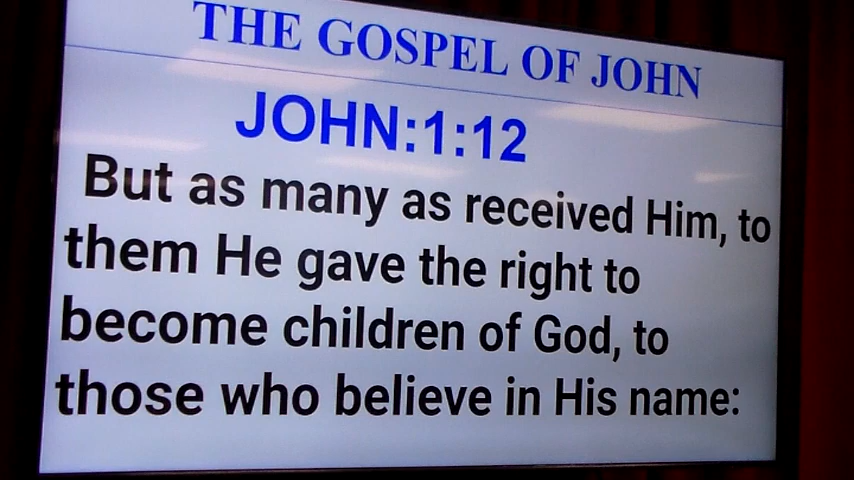 THE GOSPEL OF JOHN
JOHN:1:12
But as many as received Him, to
them He gave the right to
become children of God, to
those who believe in His name: